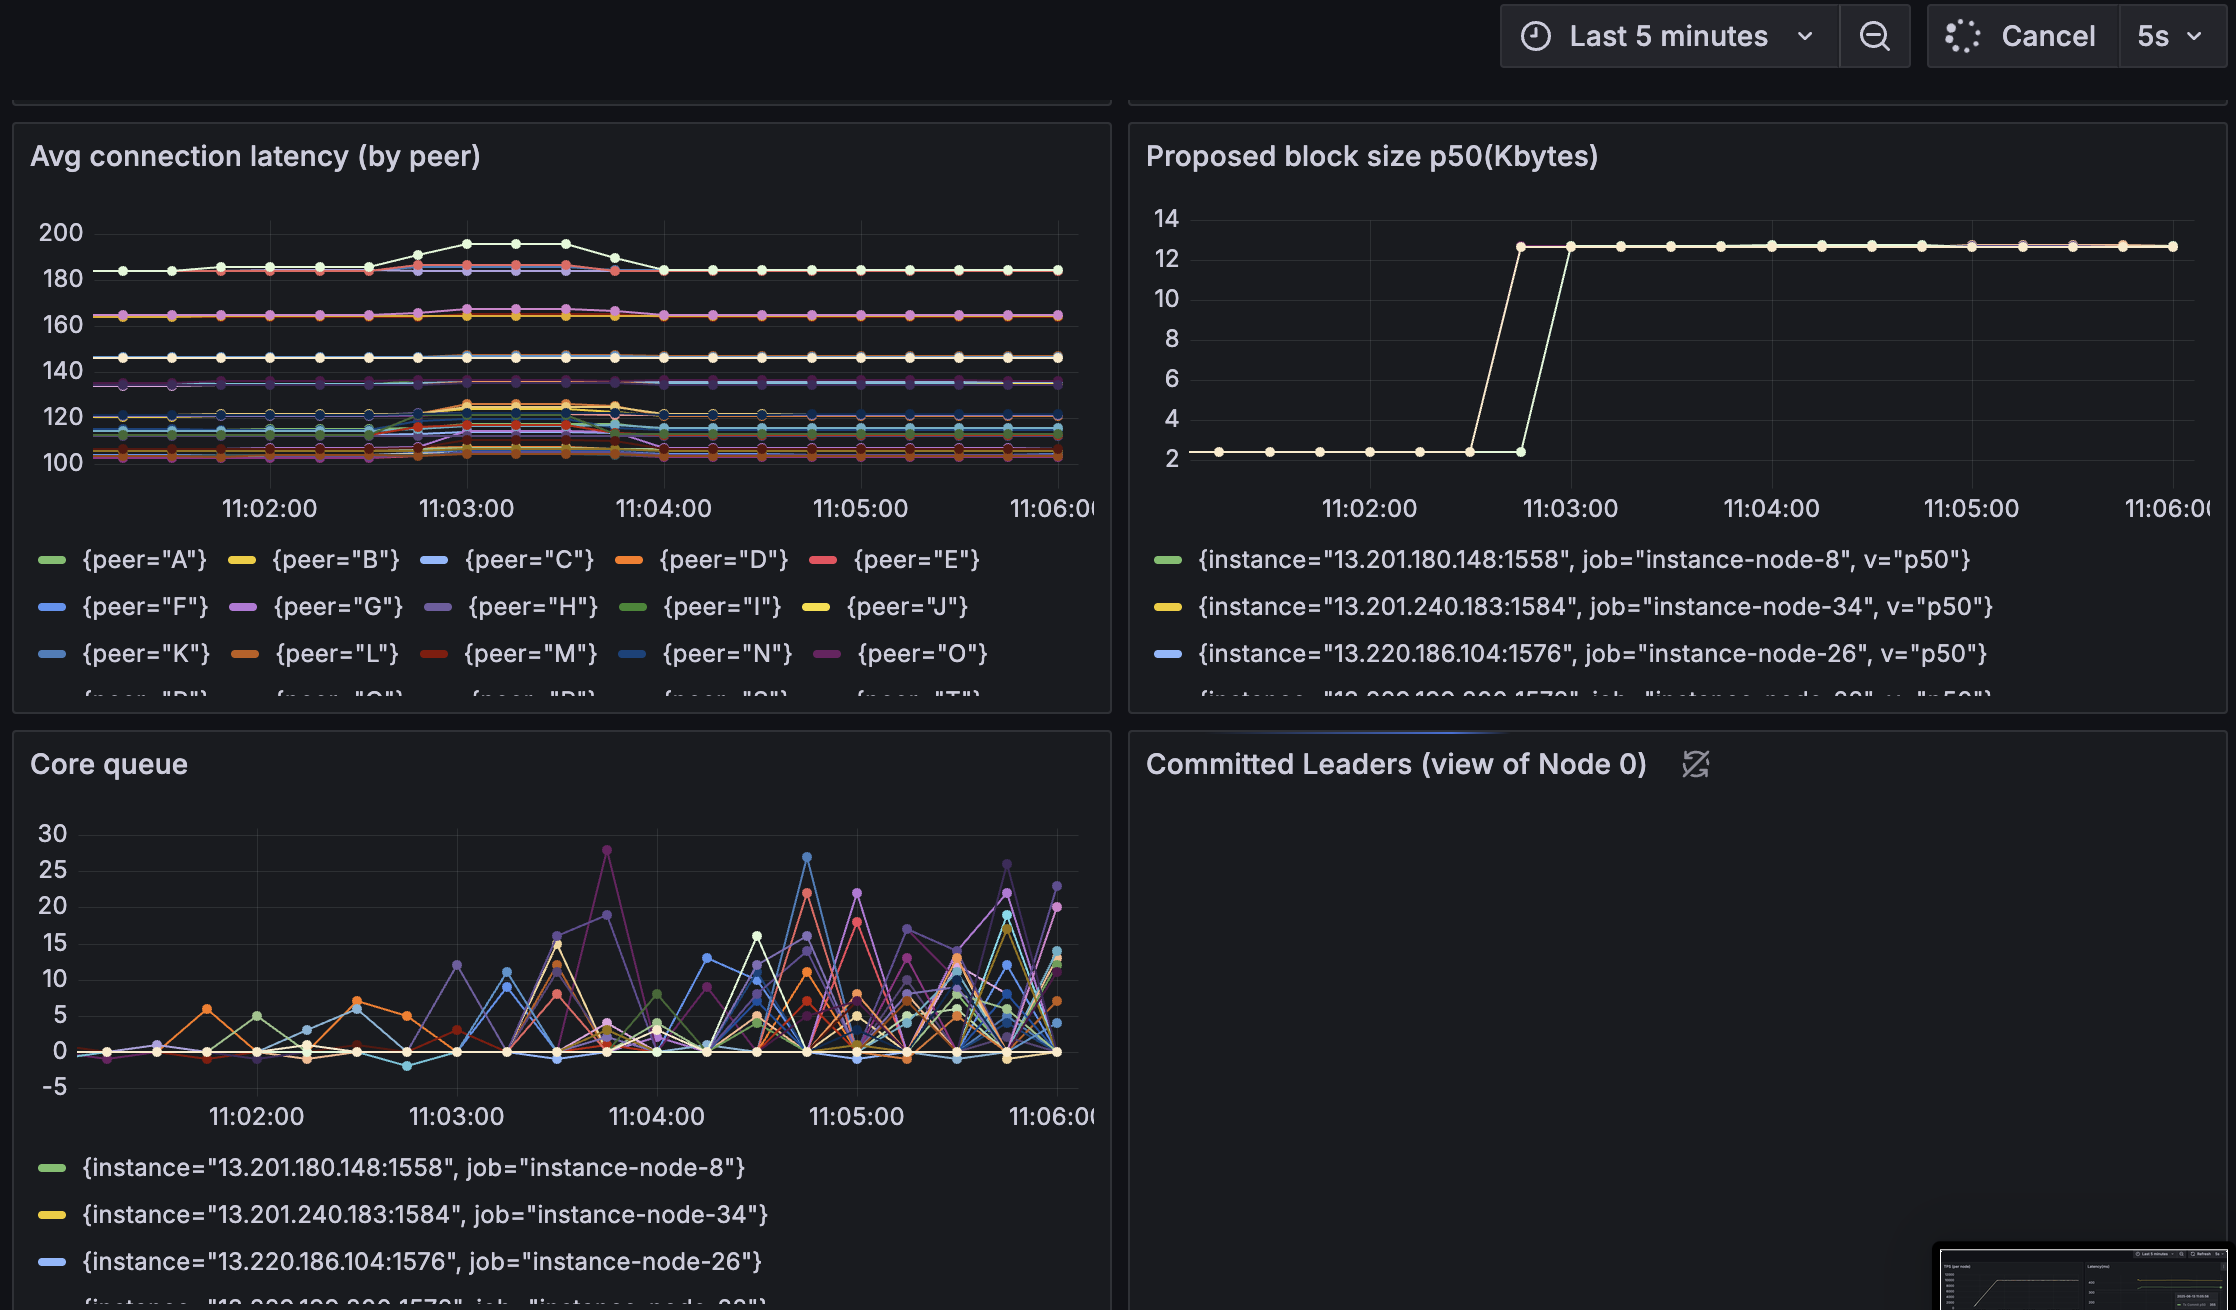 Last 5 minutes Cancel 5s
Avg connection latency (by peer)
200
180
160
140
120
100
11:02:00 11:03:00 11:04:00 11:05:00 11:06:0
{peer="A"} {peer="B"} {peer="C"} {peer="D"} {peer="E"}
{peer="F"} {peer="G"} {peer="H"} {peer="I"} {peer="J"}
{peer="K"} {peer="L"} {peer="M"} {peer="N"} {peer="O"}
Proposed block size p50(Kbytes)
14
12
10
8
6
4
2
11:02:00 11:03:00 11:04:00 11:05:00 11:06:0
{instance="13.201.180.148:1558", job="instance-node-8", v="p50"}
{instance="13.201.240.183:1584", job="instance-node-34", v="p50"}
{instance="13.220.186.104:1576", job="instance-node-26", v="p50"}
Core queue
30
25
20
15
10
5
0
-5
11:02:00 11:03:00 11:04:00 11:05:00 11:06:0
{instance="13.201.180.148:1558", job="instance-node-8"}
{instance="13.201.240.183:1584", job="instance-node-34"}
{instance="13.220.186.104:1576", job="instance-node-26"}
Committed Leaders (view of Node 0)